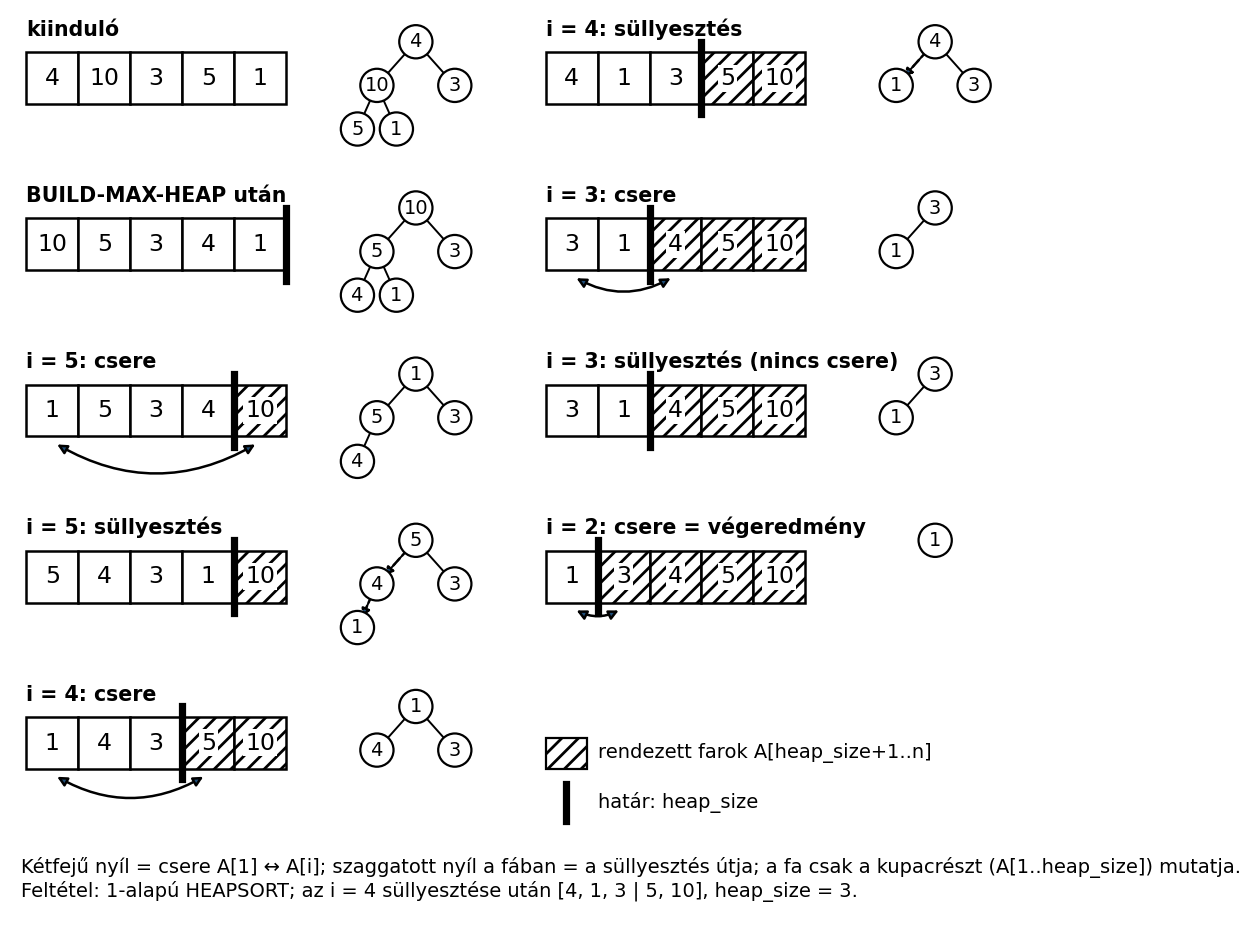 kiinduló
4 10 3 5 1
4
10 3
5 1
BUILD-MAX-HEAP után
10 5 3 4 1
10
5 3
4 1
i = 5: csere
1 5 3 4 10
1
5 3
4
i = 5: süllyesztés
5 4 3 1 10
5
4 3
1
i = 4: csere
1 4 3 5 10
1
4 3
i = 4: süllyesztés
4 1 3 5 10
4
1 3
i = 3: csere
3 1 4 5 10
3
1
i = 3: süllyesztés (nincs csere)
3 1 4 5 10
3
1
i = 2: csere = végeredmény
1 3 4 5 10
1
rendezett farok A[heap_size+1..n]
határ: heap_size
Kétfejű nyíl = csere A[1] ↔ A[i]; szaggatott nyíl a fában = a süllyesztés útja; a fa csak a kupacrészt (A[1..heap_size]) mutatja.
Feltétel: 1-alapú HEAPSORT; az i = 4 süllyesztése után [4, 1, 3 | 5, 10], heap_size = 3.